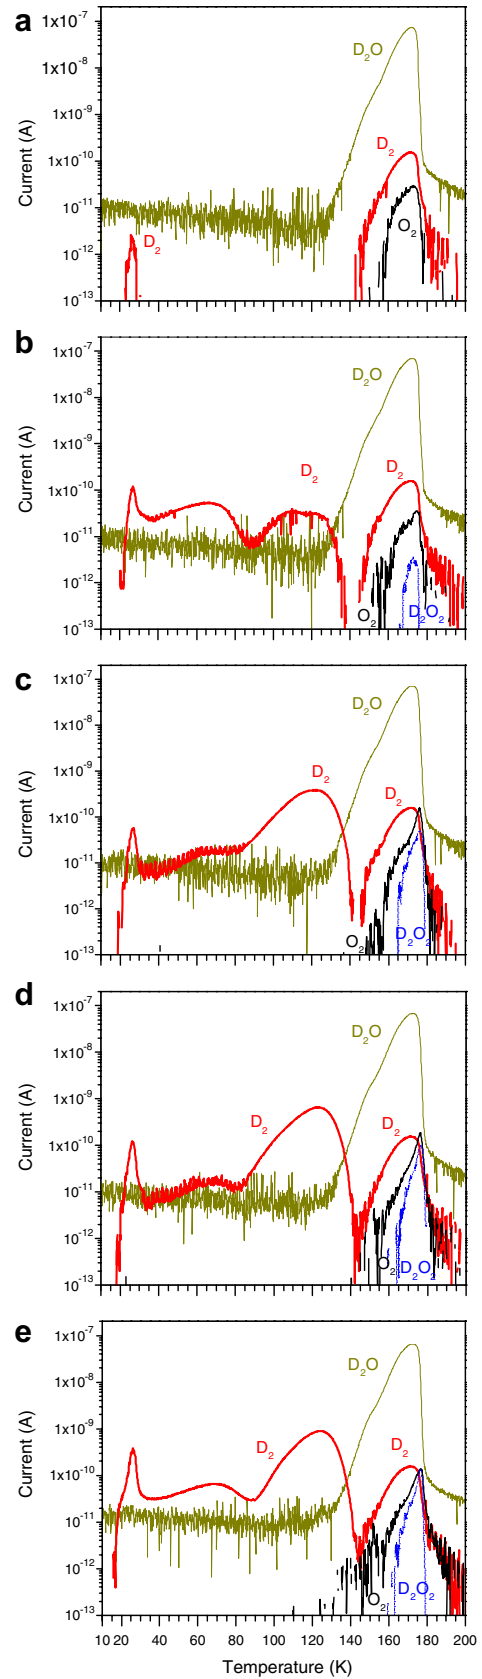 a
1x10⁻⁷
1x10⁻⁸
1x10⁻⁹
1x10⁻¹⁰
10⁻¹¹
10⁻¹²
10⁻¹³
Current (A)
D₂O
D₂
O₂
D₂
b
1x10⁻⁷
1x10⁻⁸
1x10⁻⁹
1x10⁻¹⁰
10⁻¹¹
10⁻¹²
10⁻¹³
Current (A)
D₂O
D₂
D₂
O₂
D₂O₂
c
1x10⁻⁷
1x10⁻⁸
1x10⁻⁹
1x10⁻¹⁰
10⁻¹¹
10⁻¹²
10⁻¹³
Current (A)
D₂O
D₂
D₂
O₂
D₂O₂
d
1x10⁻⁷
1x10⁻⁸
1x10⁻⁹
1x10⁻¹⁰
10⁻¹¹
10⁻¹²
10⁻¹³
Current (A)
D₂O
D₂
D₂
O₂
D₂O₂
e
1x10⁻⁷
1x10⁻⁸
1x10⁻⁹
1x10⁻¹⁰
10⁻¹¹
10⁻¹²
10⁻¹³
Current (A)
D₂O
D₂
D₂
O₂
D₂O₂
10 20 40 60 80 100 120 140 160 180 200
Temperature (K)